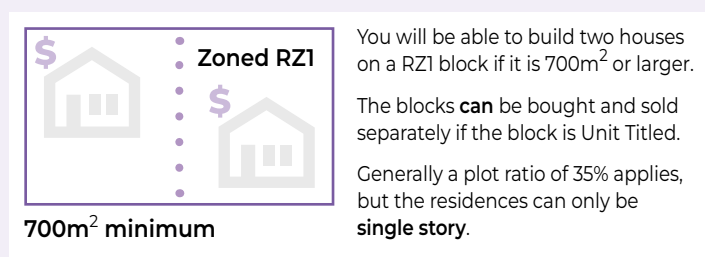 $
Zoned RZ1
$
700m² minimum
You will be able to build two houses
on a RZ1 block if it is 700m² or larger.
The blocks can be bought and sold
separately if the block is Unit Titled.
Generally a plot ratio of 35% applies,
but the residences can only be
single story.